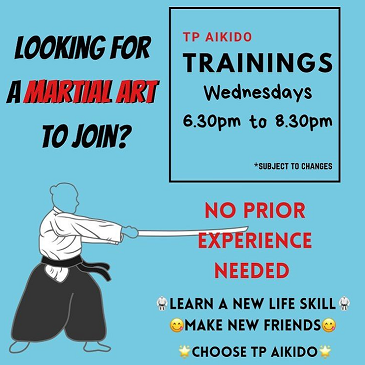 LOOKING FOR
A MARTIAL ART
TO JOIN?
TP AIKIDO
TRAININGS
Wednesdays
6.30pm to 8.30pm
*SUBJECT TO CHANGES
NO PRIOR
EXPERIENCE
NEEDED
🥋LEARN A NEW LIFE SKILL🥋
😋MAKE NEW FRIENDS😋
🌟CHOOSE TP AIKIDO🌟